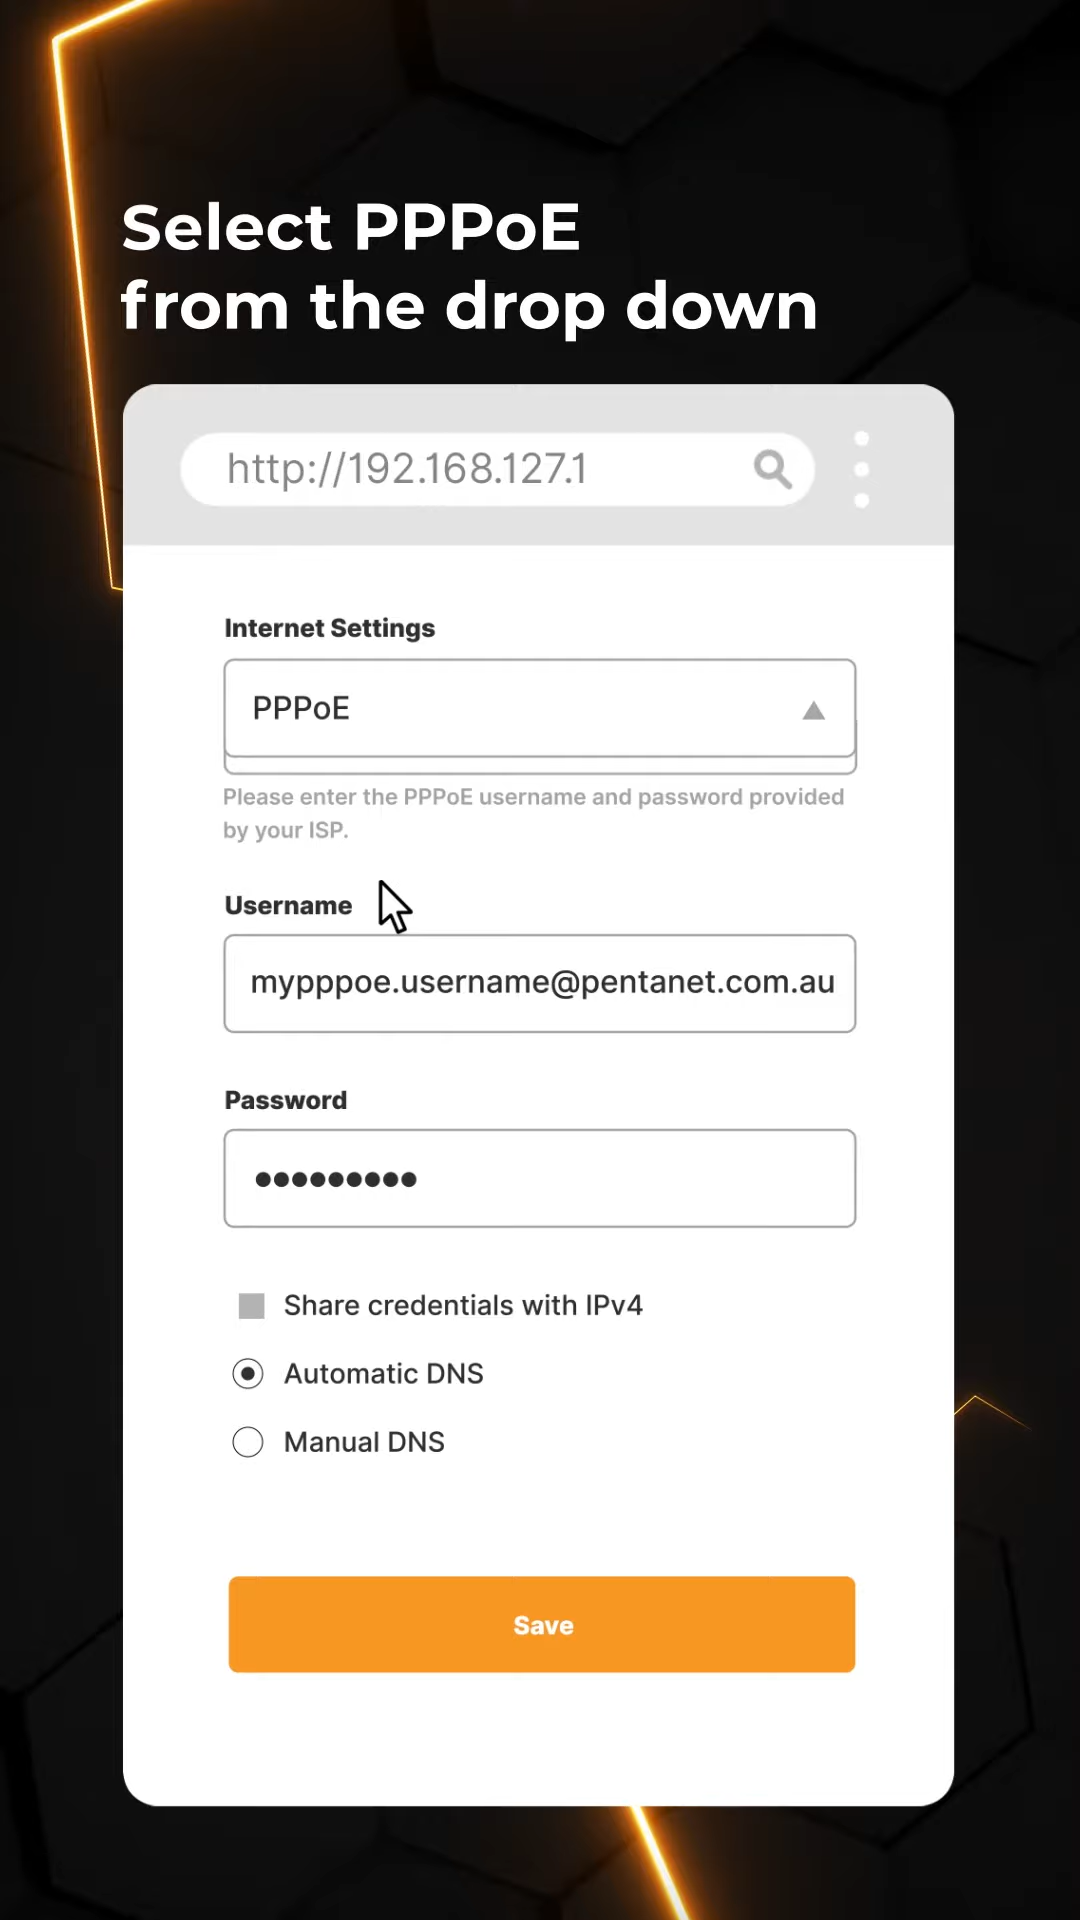 Select PPPoE
from the drop down
http://192.168.127.1
Internet Settings
PPPoE
Please enter the PPPoE username and password provided
by your ISP.
Username
mypppoe.username@pentanet.com.au
Password
Share credentials with IPv4
Automatic DNS
Manual DNS
Save